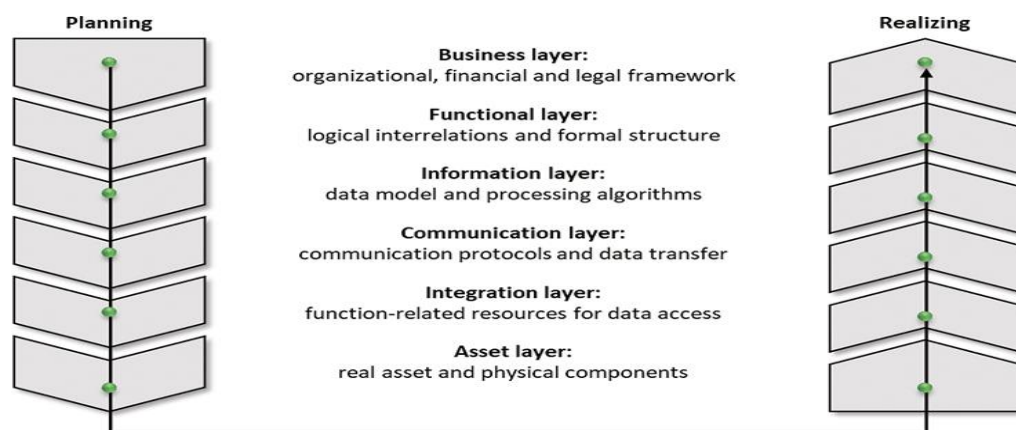 Planning
Realizing
Business layer:
organizational, financial and legal framework
Functional layer:
logical interrelations and formal structure
Information layer:
data model and processing algorithms
Communication layer:
communication protocols and data transfer
Integration layer:
function-related resources for data access
Asset layer:
real asset and physical components